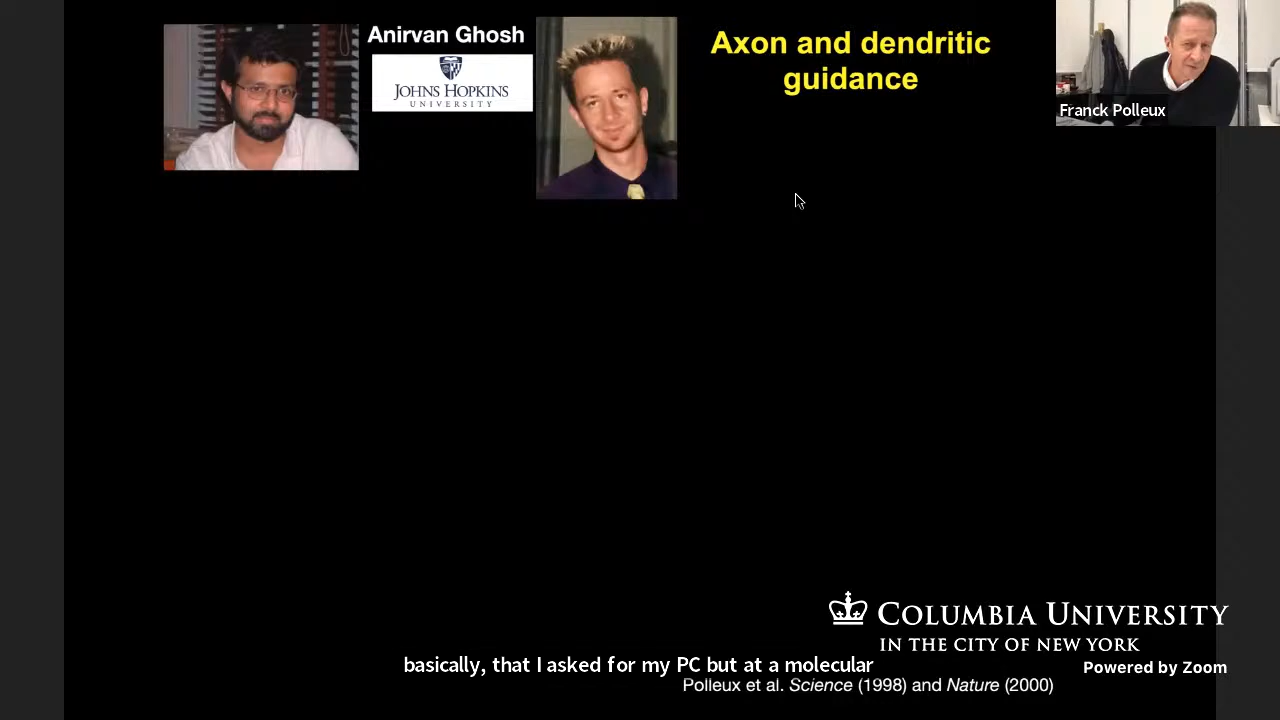 Anirvan Ghosh
JOHNS HOPKINS
UNIVERSITY
Axon and dendritic
guidance
Franck Polleux
COLUMBIA UNIVERSITY
IN THE CITY OF NEW YORK
basically, that I asked for my PC but at a molecular
Powered by Zoom
Polleux et al. Science (1998) and Nature (2000)